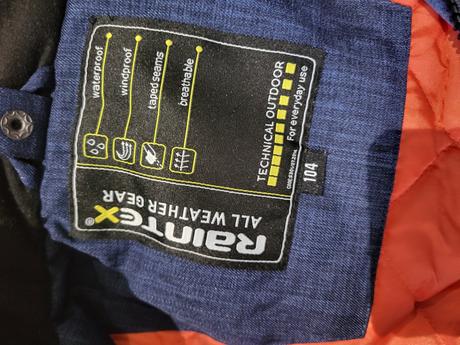 RainTEX®
ALL WEATHER GEAR
waterproof
windproof
taped seams
breathable
TECHNICAL OUTDOOR
For everyday use
104